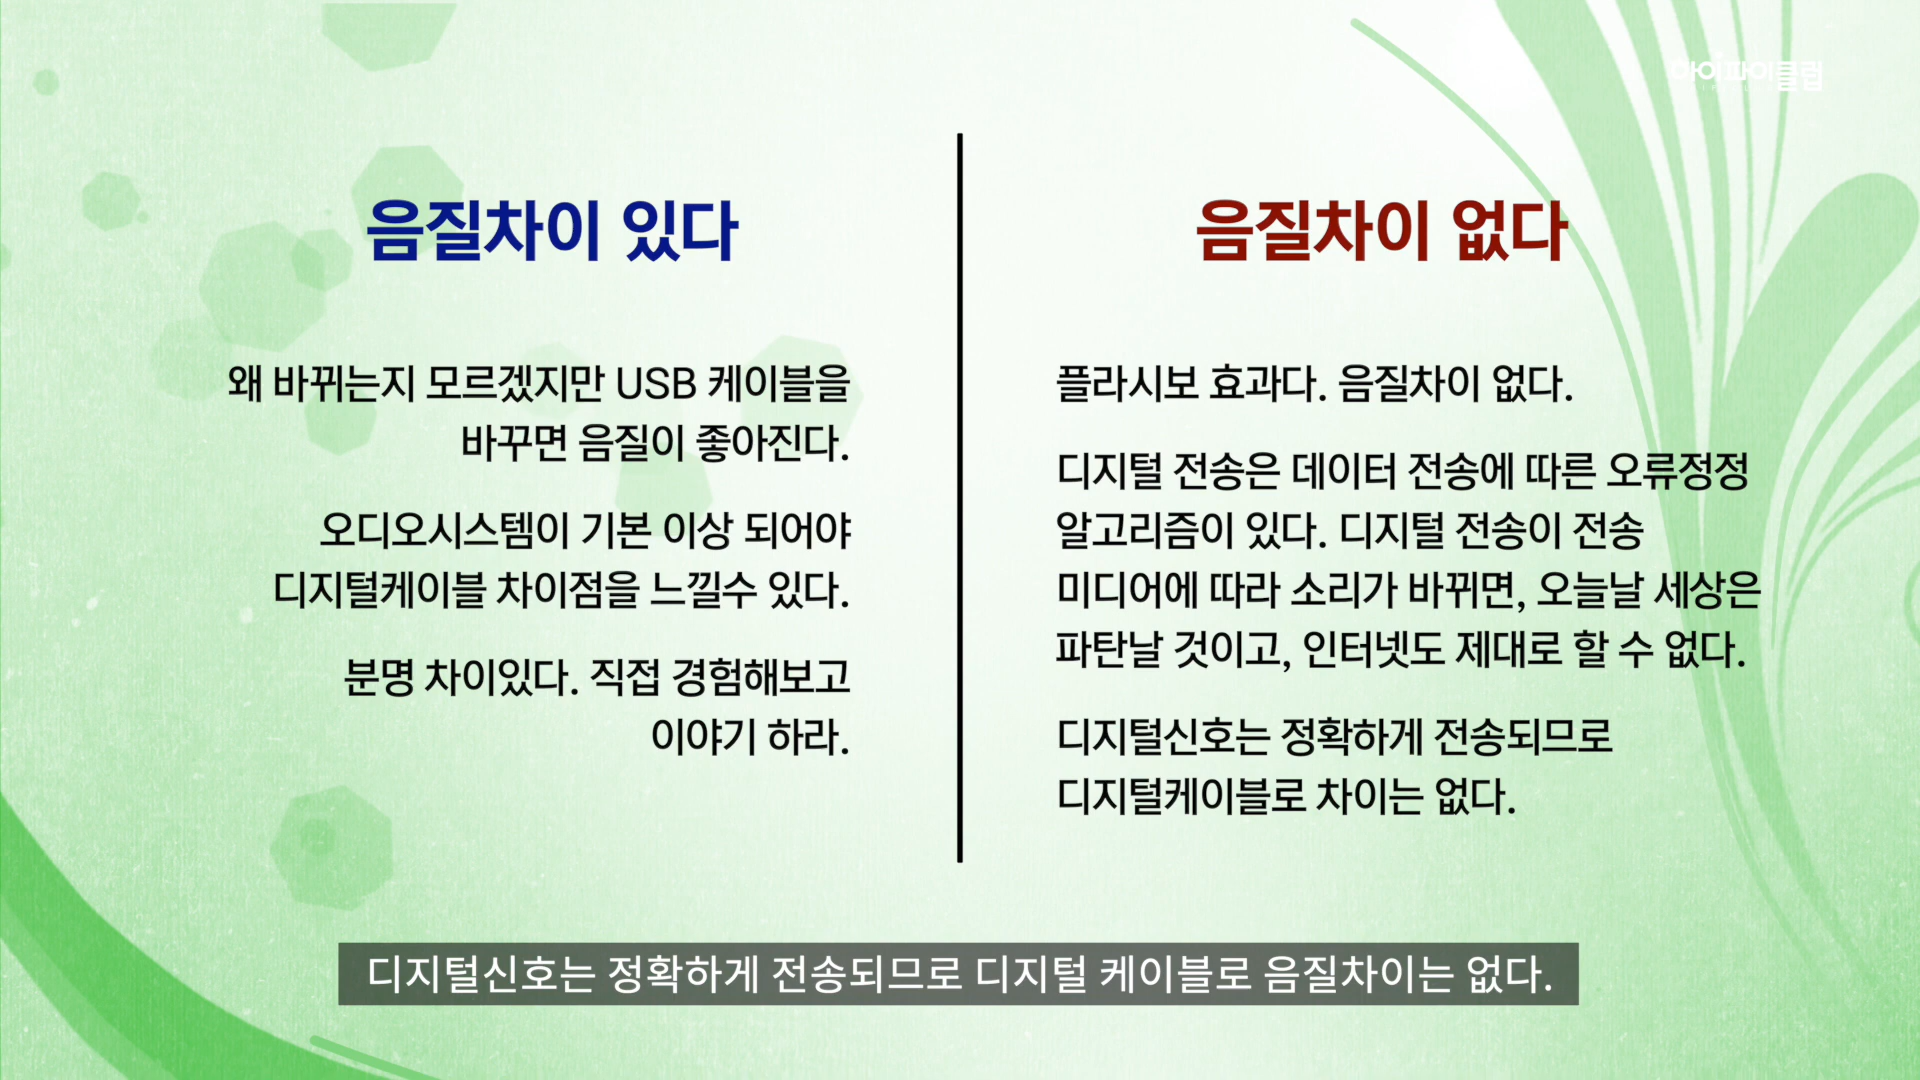 하이파이클럽
음질차이 있다
왜 바뀌는지 모르겠지만 USB 케이블을
바꾸면 음질이 좋아진다.
오디오시스템이 기본 이상 되어야
디지털케이블 차이점을 느낄수 있다.
분명 차이있다. 직접 경험해보고
이야기 하라.
음질차이 없다
플라시보 효과다. 음질차이 없다.
디지털 전송은 데이터 전송에 따른 오류정정
알고리즘이 있다. 디지털 전송이 전송
미디어에 따라 소리가 바뀌면, 오늘날 세상은
파탄날 것이고, 인터넷도 제대로 할 수 없다.
디지털신호는 정확하게 전송되므로
디지털케이블로 차이는 없다.
디지털신호는 정확하게 전송되므로 디지털 케이블로 음질차이는 없다.